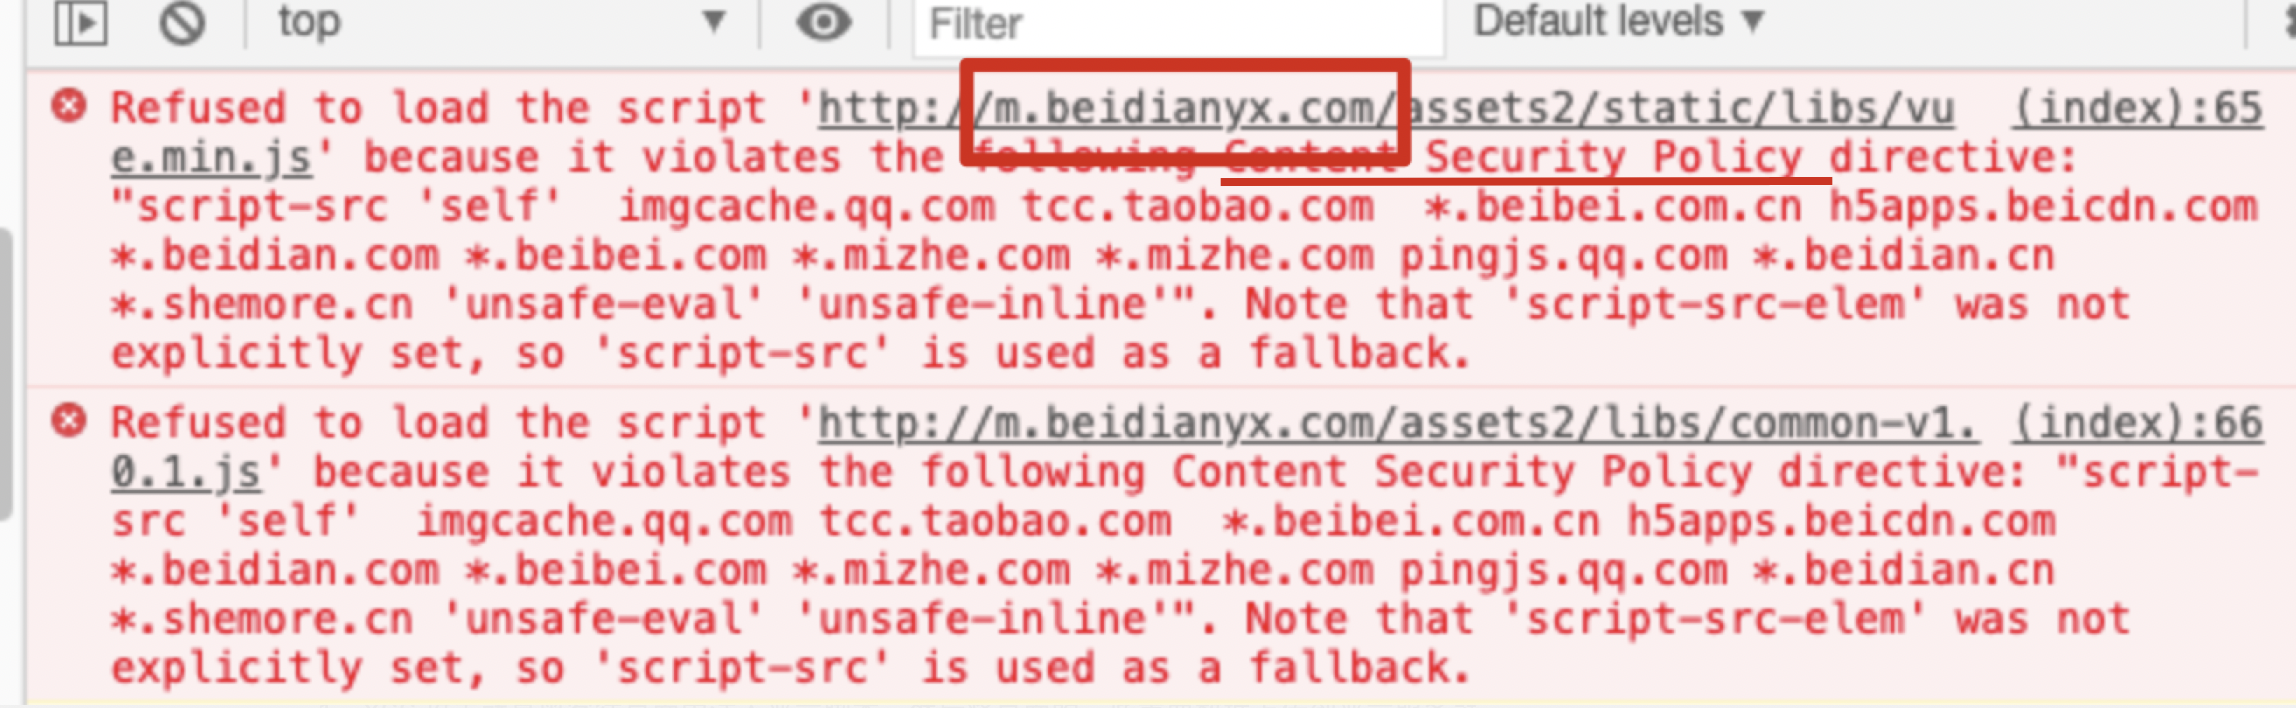 top ▼ Filter Default levels ▼
Refused to load the script 'http://m.beidianyx.com/assets2/static/libs/vu (index):65
e.min.js' because it violates the following Content Security Policy directive:
"script-src 'self'  imgcache.qq.com tcc.taobao.com  *.beibei.com.cn h5apps.beicdn.com
*.beidian.com *.beibei.com *.mizhe.com *.mizhe.com pingjs.qq.com *.beidian.cn
*.shemore.cn 'unsafe-eval' 'unsafe-inline'". Note that 'script-src-elem' was not
explicitly set, so 'script-src' is used as a fallback.
Refused to load the script 'http://m.beidianyx.com/assets2/libs/common-v1. (index):66
0.1.js' because it violates the following Content Security Policy directive: "script-
src 'self'  imgcache.qq.com tcc.taobao.com  *.beibei.com.cn h5apps.beicdn.com
*.beidian.com *.beibei.com *.mizhe.com *.mizhe.com pingjs.qq.com *.beidian.cn
*.shemore.cn 'unsafe-eval' 'unsafe-inline'". Note that 'script-src-elem' was not
explicitly set, so 'script-src' is used as a fallback.